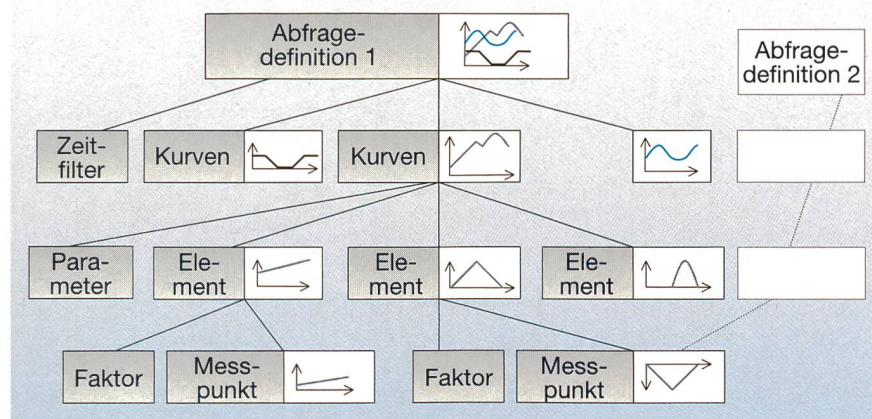 Abfrage-
definition 1
Abfrage-
definition 2
Zeit-
filter
Kurven
Kurven
Para-
meter
Ele-
ment
Ele-
ment
Ele-
ment
Faktor
Mess-
punkt
Faktor
Mess-
punkt